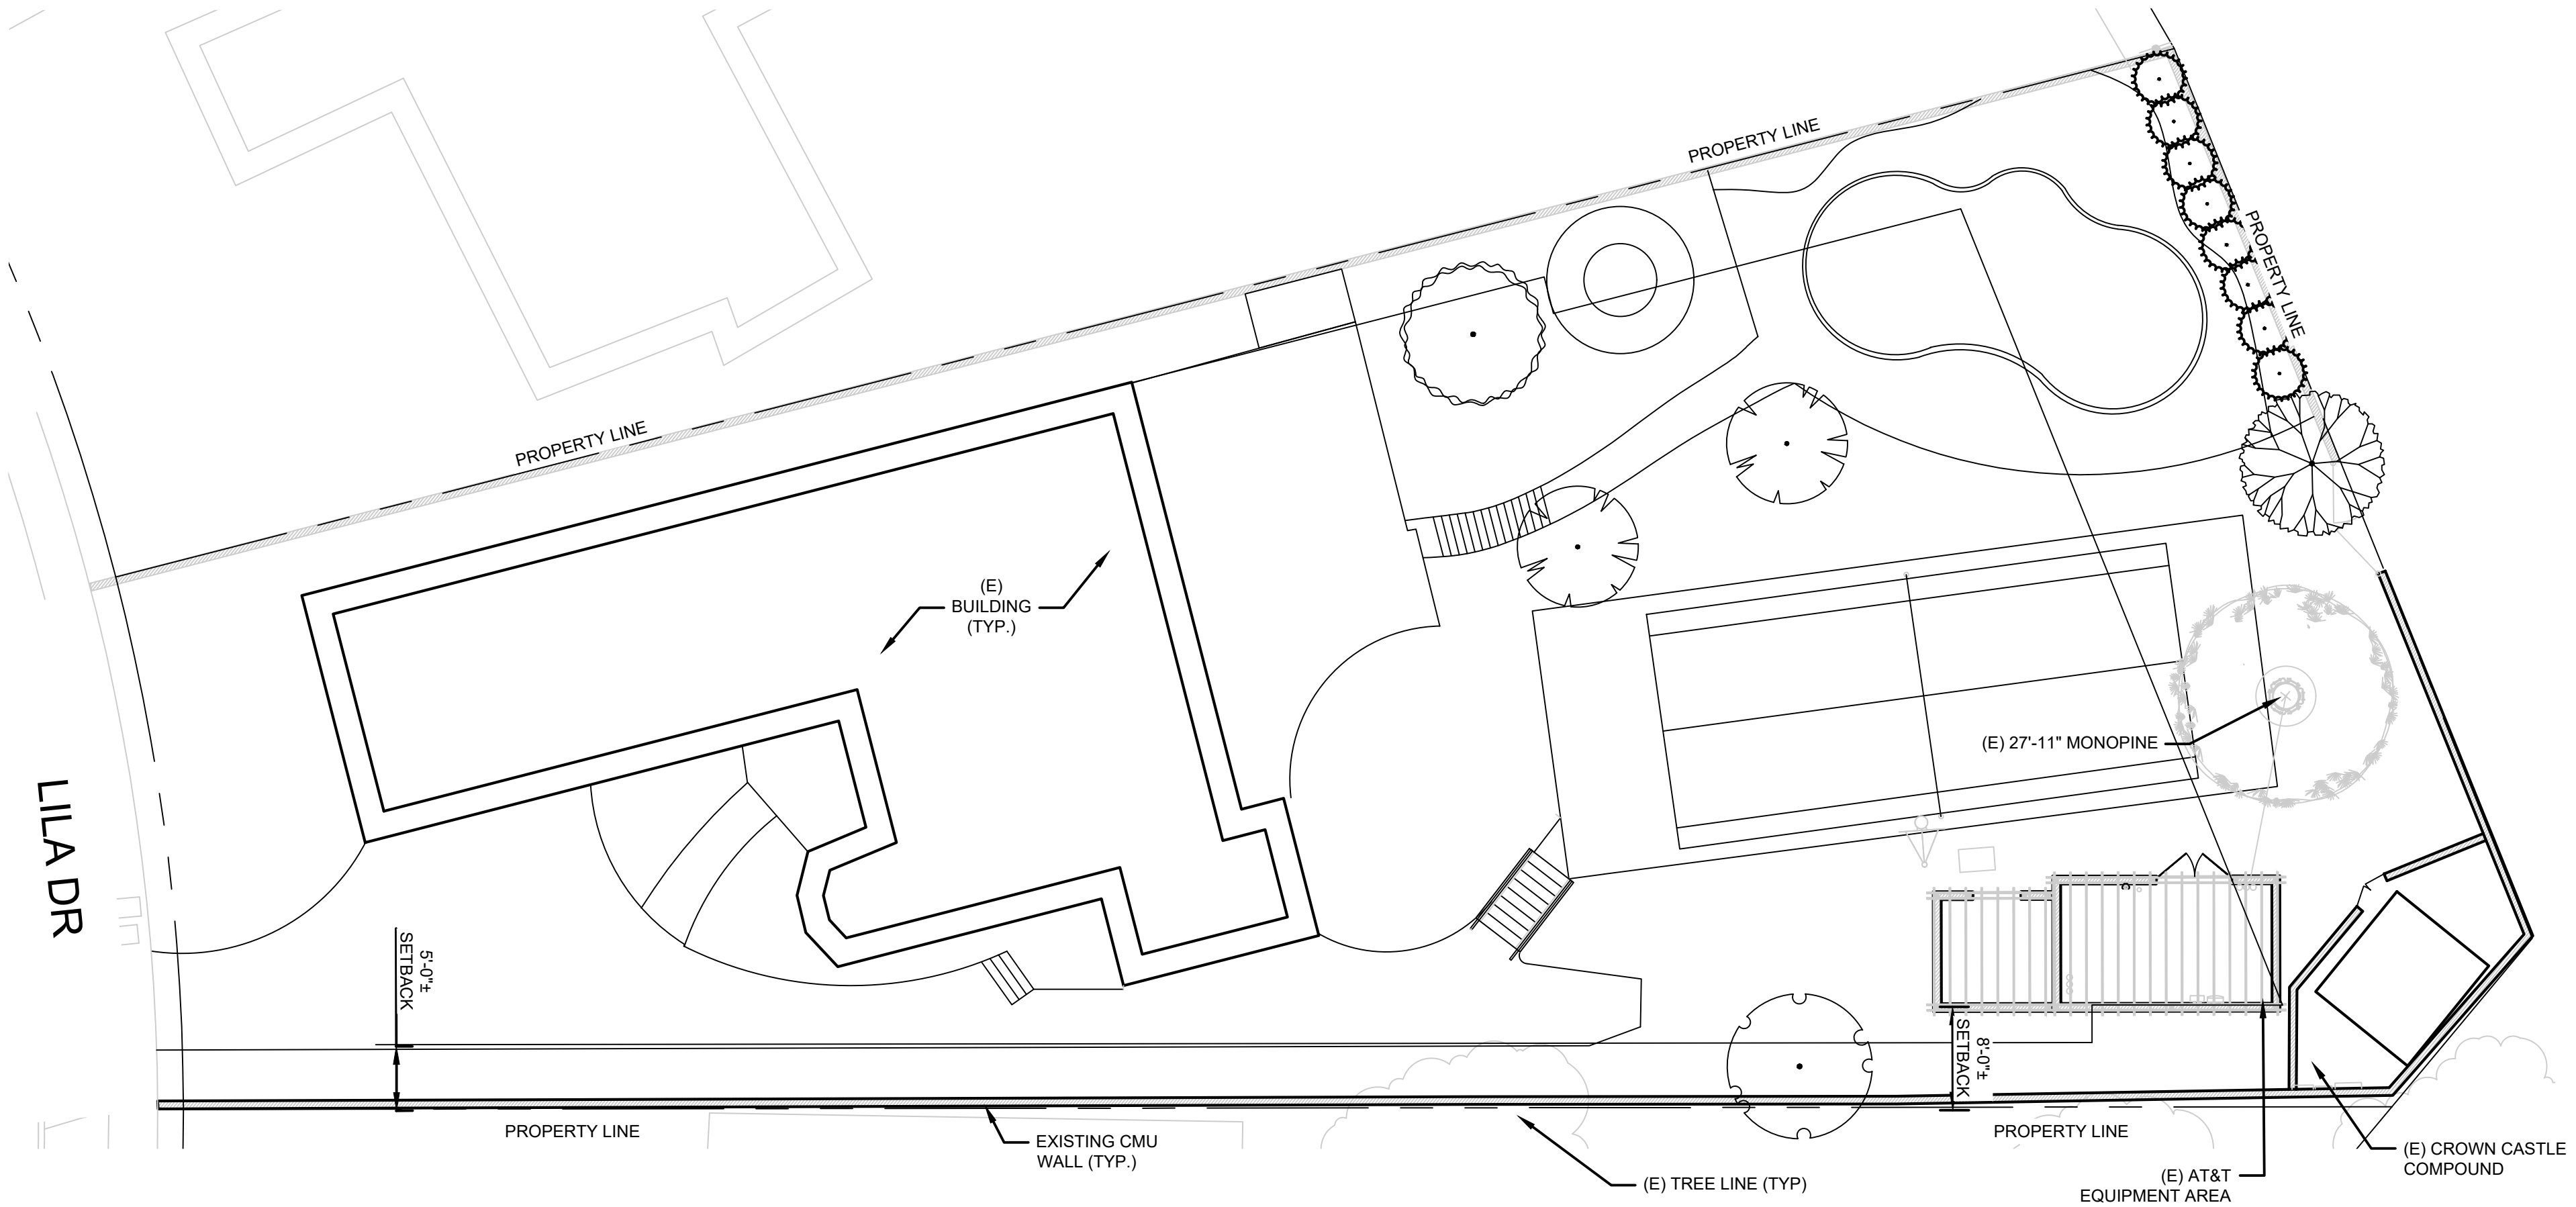 PROPERTY LINE
PROPERTY LINE
PROPERTY LINE
(E)
BUILDING
(TYP.)
(E) 27'-11" MONOPINE
LILA DR
5'-0"±
SETBACK
8'-0"±
SETBACK
PROPERTY LINE
EXISTING CMU
WALL (TYP.)
(E) TREE LINE (TYP)
PROPERTY LINE
(E) AT&T
EQUIPMENT AREA
(E) CROWN CASTLE
COMPOUND